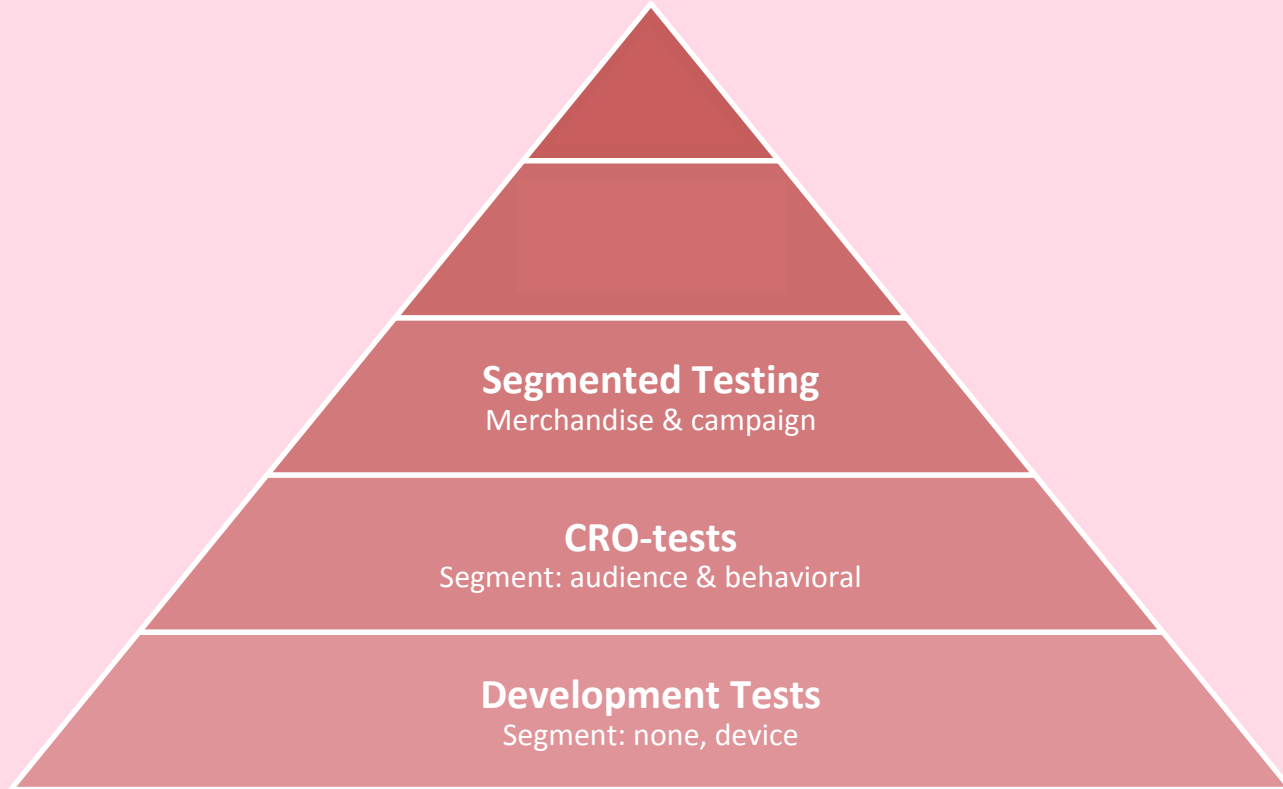 Segmented Testing
Merchandise & campaign
CRO-tests
Segment: audience & behavioral
Development Tests
Segment: none, device